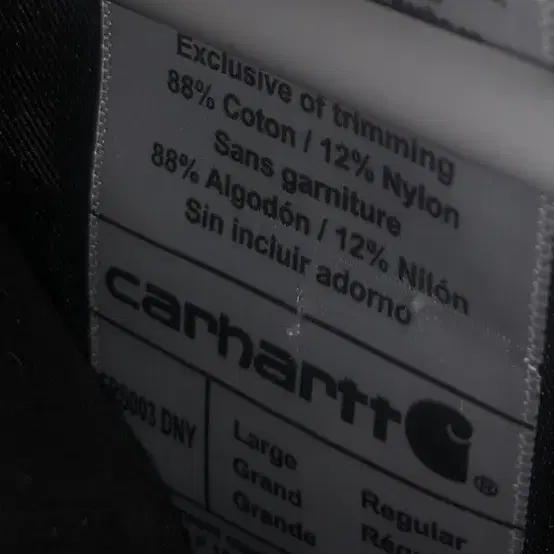 Exclusive of trimming
88% Coton / 12% Nylon
Sans garniture
88% Algodón / 12% Nilón
Sin incluir adorno
carhartt ®
DNY
Large Regular
Grand
Grande